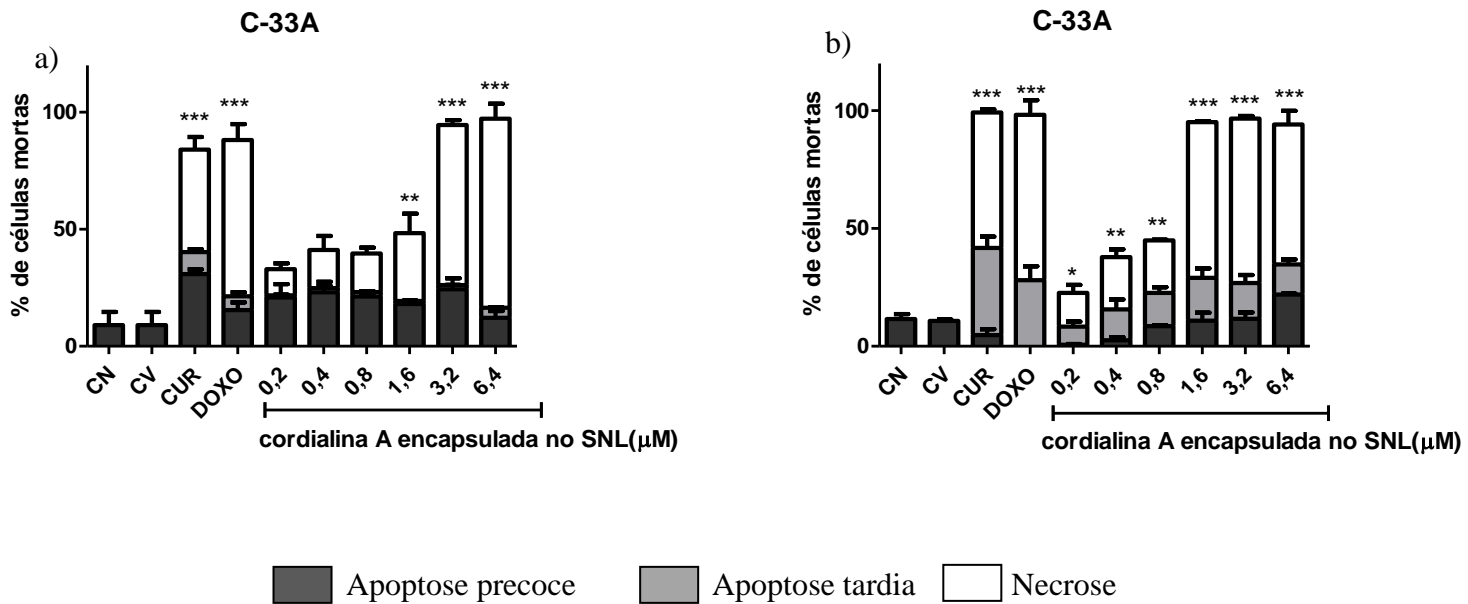 C-33A
a)
% de células mortas
100
50
0
***
***
**
***
***
CN
CV
CUR
DOXO
0,2
0,4
0,8
1,6
3,2
6,4
cordialina A encapsulada no SNL(μM)
C-33A
b)
% de células mortas
100
50
0
***
***
*
**
**
***
***
***
CN
CV
CUR
DOXO
0,2
0,4
0,8
1,6
3,2
6,4
cordialina A encapsulada no SNL(μM)
Apoptose precoce
Apoptose tardia
Necrose